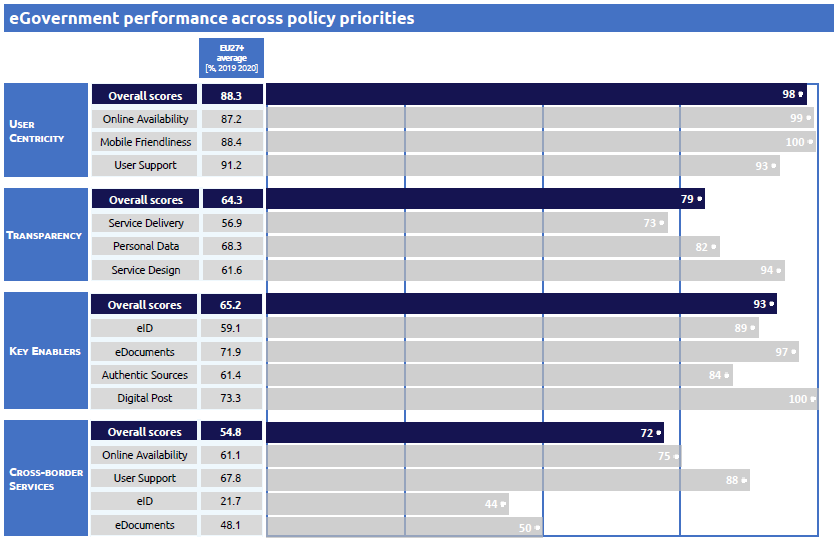 eGovernment performance across policy priorities
EU27+
average
[%, 2019 2020]
USER
CENTRICITY
Overall scores 88.3 98
Online Availability 87.2 99
Mobile Friendliness 88.4 100
User Support 91.2 93
TRANSPARENCY
Overall scores 64.3 79
Service Delivery 56.9 73
Personal Data 68.3 82
Service Design 61.6 94
KEY ENABLERS
Overall scores 65.2 93
eID 59.1 89
eDocuments 71.9 97
Authentic Sources 61.4 84
Digital Post 73.3 100
CROSS-BORDER
SERVICES
Overall scores 54.8 72
Online Availability 61.1 75
User Support 67.8 88
eID 21.7 44
eDocuments 48.1 50